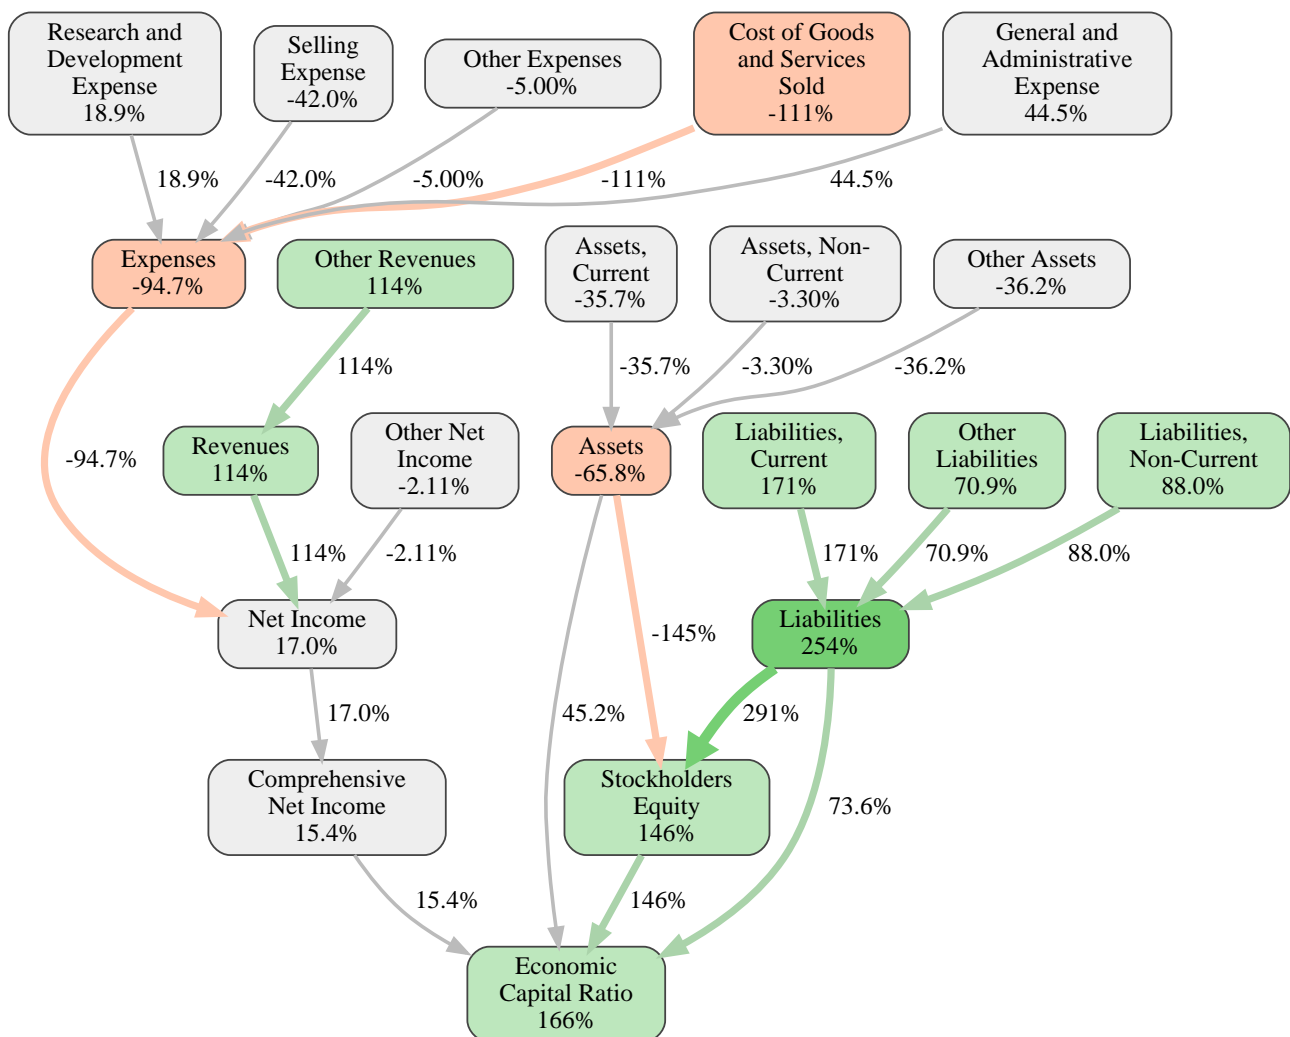 Research and
Development
Expense
18.9%
Selling
Expense
-42.0%
Other Expenses
-5.00%
Cost of Goods
and Services
Sold
-111%
General and
Administrative
Expense
44.5%
18.9%
-42.0%
-5.00%
-111%
44.5%
Expenses
-94.7%
Other Revenues
114%
Assets,
Current
-35.7%
Assets, Non-
Current
-3.30%
Other Assets
-36.2%
114%
-35.7%
-3.30%
-36.2%
-94.7%
Revenues
114%
Other Net
Income
-2.11%
Assets
-65.8%
Liabilities,
Current
171%
Other
Liabilities
70.9%
Liabilities,
Non-Current
88.0%
114%
-2.11%
171%
70.9%
88.0%
Net Income
17.0%
-145%
Liabilities
254%
17.0%
45.2%
291%
Comprehensive
Net Income
15.4%
Stockholders
Equity
146%
73.6%
15.4%
146%
Economic
Capital Ratio
166%